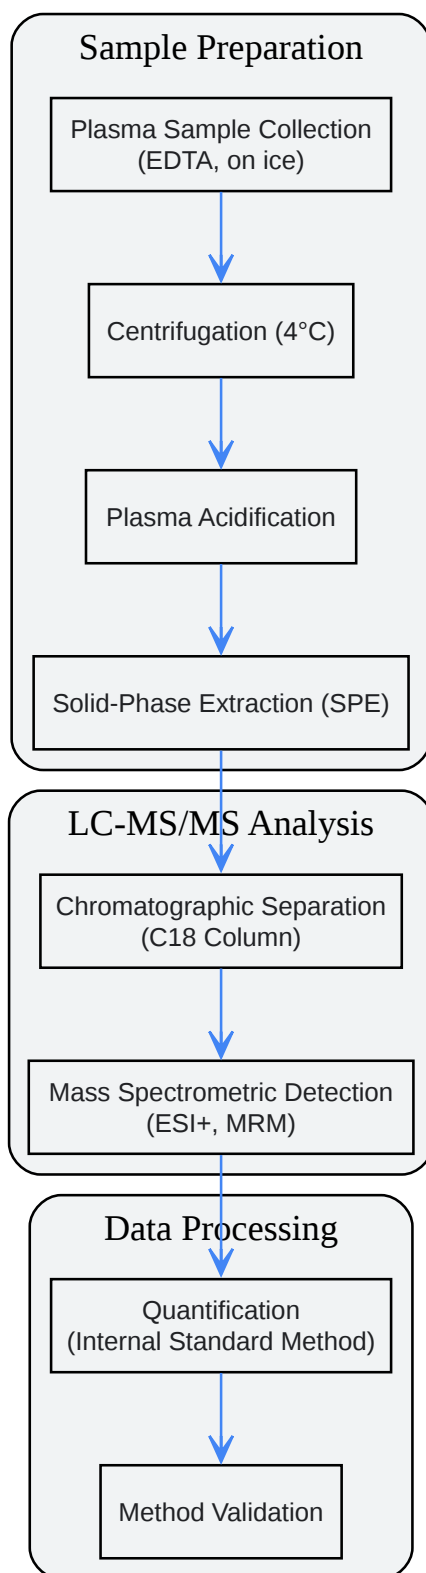 Sample Preparation
Plasma Sample Collection
(EDTA, on ice)
Centrifugation (4°C)
Plasma Acidification
Solid-Phase Extraction (SPE)
LC-MS/MS Analysis
Chromatographic Separation
(C18 Column)
Mass Spectrometric Detection
(ESI+, MRM)
Data Processing
Quantification
(Internal Standard Method)
Method Validation